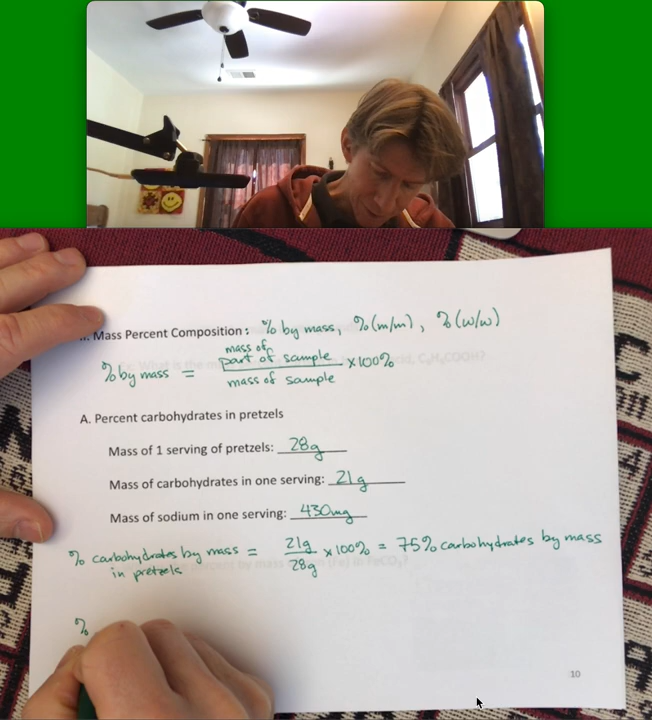 Mass Percent Composition: % by mass, %(m/m), %(w/w)
% by mass = mass of part of sample / mass of sample x100%
A. Percent carbohydrates in pretzels
Mass of 1 serving of pretzels: 28g
Mass of carbohydrates in one serving: 21g
Mass of sodium in one serving: 430mg
% carbohydrates by mass in pretzels = 21g / 28g x100% = 75% carbohydrates by mass
%
10